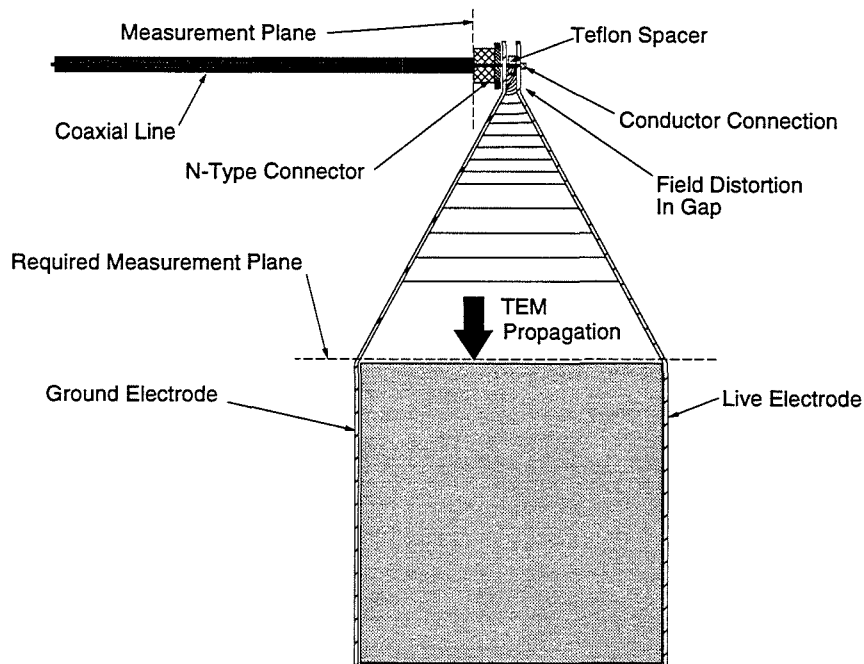 Measurement Plane
Teflon Spacer
Coaxial Line
Conductor Connection
N-Type Connector
Field Distortion
In Gap
Required Measurement Plane
TEM
Propagation
Ground Electrode
Live Electrode